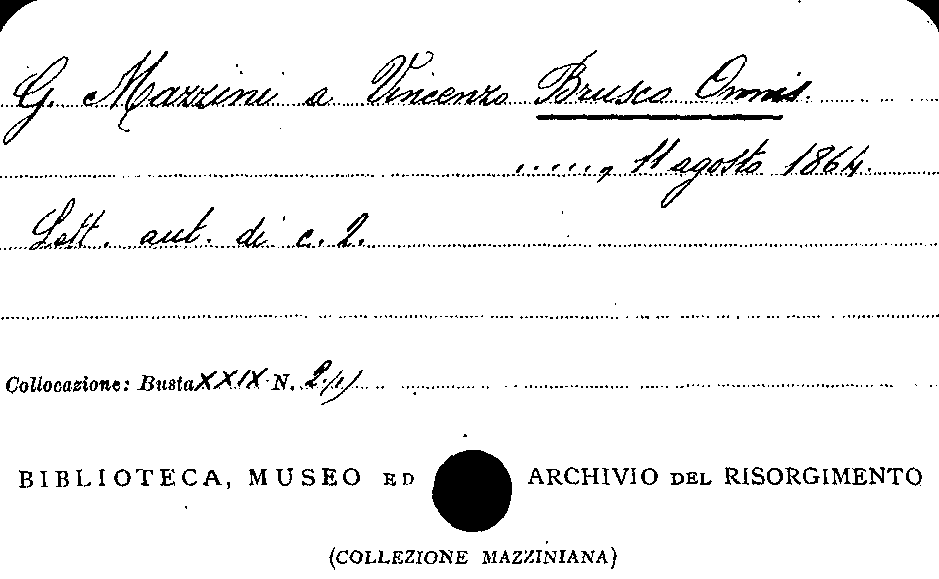 G. Mazzini a Vincenzo Brusco Onnis.
....., 11 agosto 1864.
Lett. aut. di c. 2.
Collocazione: Busta XXIX N. 2(1)
BIBLIOTECA, MUSEO ED ARCHIVIO DEL RISORGIMENTO
(COLLEZIONE MAZZINIANA)